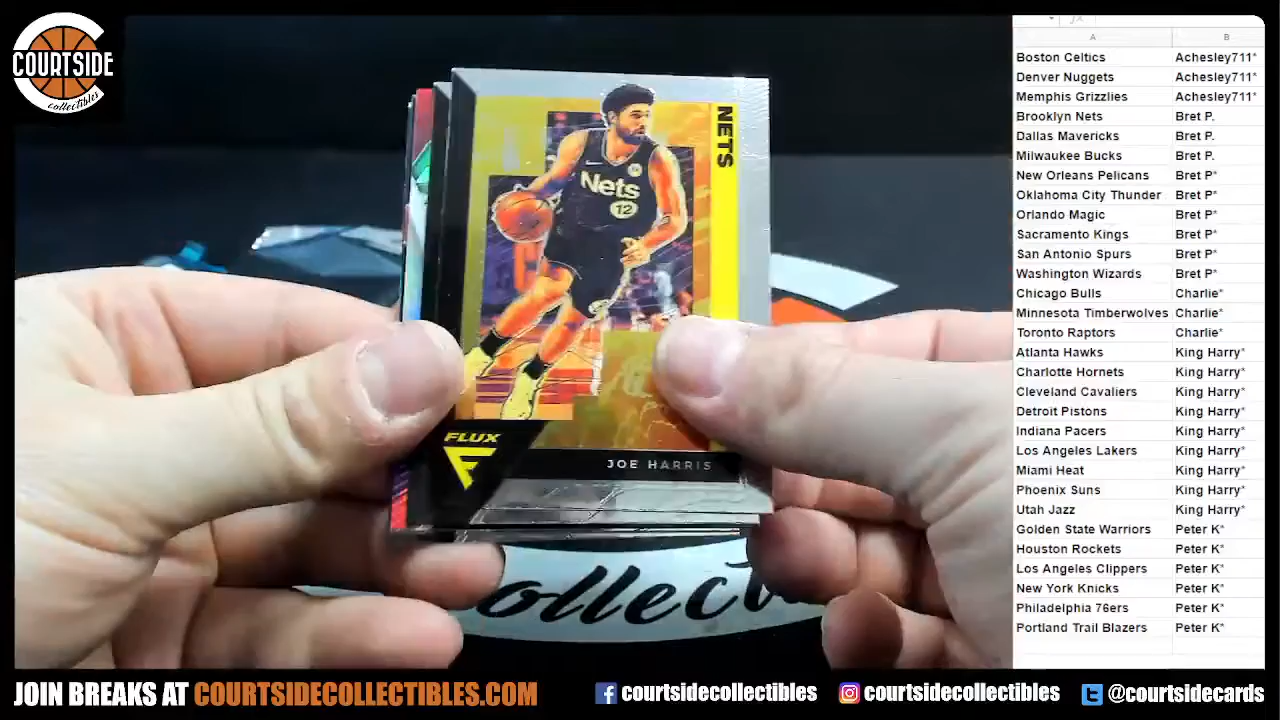 COURTSIDE
collectibles
NETS
Nets
12
FLUX
JOE HARRIS
collect
A B
Boston Celtics Achesley711*
Denver Nuggets Achesley711*
Memphis Grizzlies Achesley711*
Brooklyn Nets Bret P.
Dallas Mavericks Bret P.
Milwaukee Bucks Bret P.
New Orleans Pelicans Bret P*
Oklahoma City Thunder Bret P*
Orlando Magic Bret P*
Sacramento Kings Bret P*
San Antonio Spurs Bret P*
Washington Wizards Bret P*
Chicago Bulls Charlie*
Minnesota Timberwolves Charlie*
Toronto Raptors Charlie*
Atlanta Hawks King Harry*
Charlotte Hornets King Harry*
Cleveland Cavaliers King Harry*
Detroit Pistons King Harry*
Indiana Pacers King Harry*
Los Angeles Lakers King Harry*
Miami Heat King Harry*
Phoenix Suns King Harry*
Utah Jazz King Harry*
Golden State Warriors Peter K*
Houston Rockets Peter K*
Los Angeles Clippers Peter K*
New York Knicks Peter K*
Philadelphia 76ers Peter K*
Portland Trail Blazers Peter K*
JOIN BREAKS AT COURTSIDECOLLECTIBLES.COM courtsidecollectibles courtsidecollectibles @courtsidecards